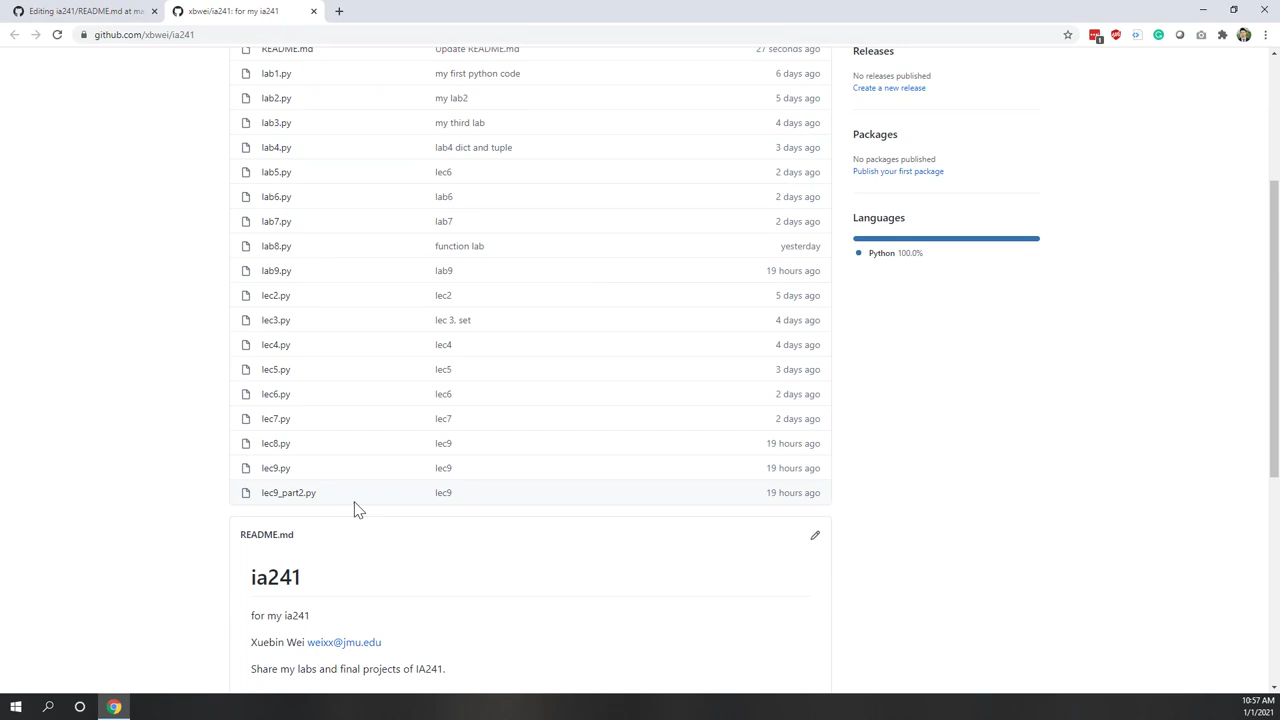 Editing ia241/README.md at ma
xbwei/ia241: for my ia241
github.com/xbwei/ia241
README.md Update README.md 27 seconds ago
lab1.py my first python code 6 days ago
lab2.py my lab2 5 days ago
lab3.py my third lab 4 days ago
lab4.py lab4 dict and tuple 3 days ago
lab5.py lec6 2 days ago
lab6.py lab6 2 days ago
lab7.py lab7 2 days ago
lab8.py function lab yesterday
lab9.py lab9 19 hours ago
lec2.py lec2 5 days ago
lec3.py lec 3, set 4 days ago
lec4.py lec4 4 days ago
lec5.py lec5 3 days ago
lec6.py lec6 2 days ago
lec7.py lec7 2 days ago
lec8.py lec9 19 hours ago
lec9.py lec9 19 hours ago
lec9_part2.py lec9 19 hours ago
README.md
ia241
for my ia241
Xuebin Wei weixx@jmu.edu
Share my labs and final projects of IA241.
Releases
No releases published
Create a new release
Packages
No packages published
Publish your first package
Languages
Python 100.0%
10:57 AM
1/1/2021